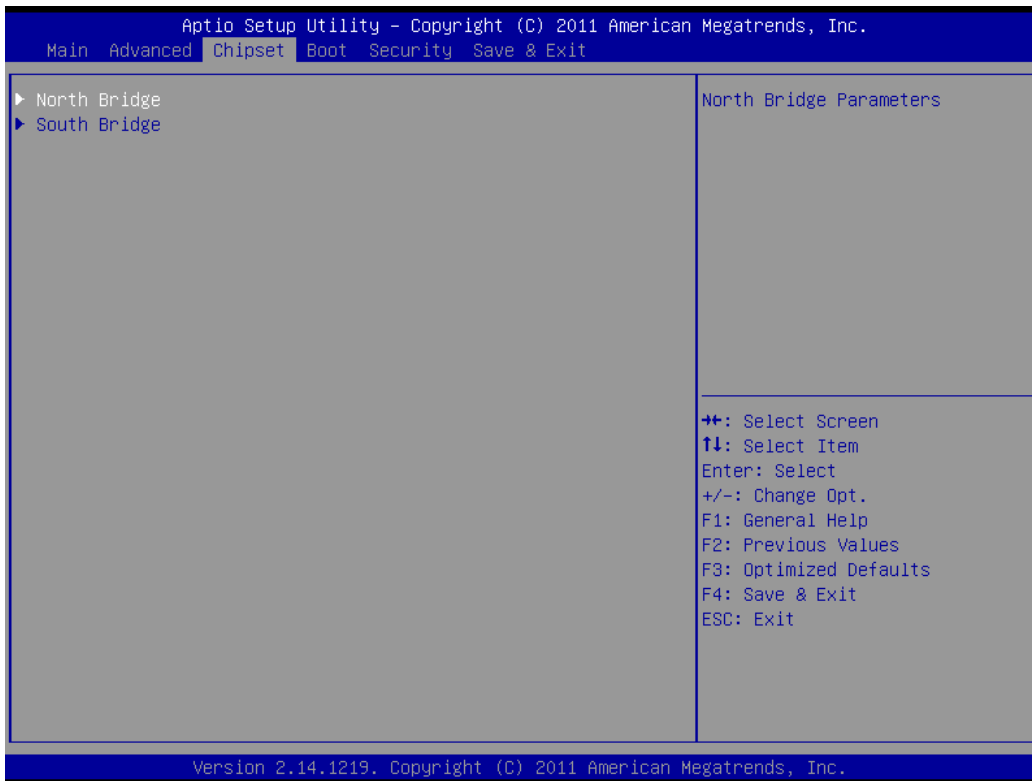 Aptio Setup Utility – Copyright (C) 2011 American Megatrends, Inc.
Main Advanced Chipset Boot Security Save & Exit
▶ North Bridge
▶ South Bridge
North Bridge Parameters
→←: Select Screen
↑↓: Select Item
Enter: Select
+/-: Change Opt.
F1: General Help
F2: Previous Values
F3: Optimized Defaults
F4: Save & Exit
ESC: Exit
Version 2.14.1219. Copyright (C) 2011 American Megatrends, Inc.